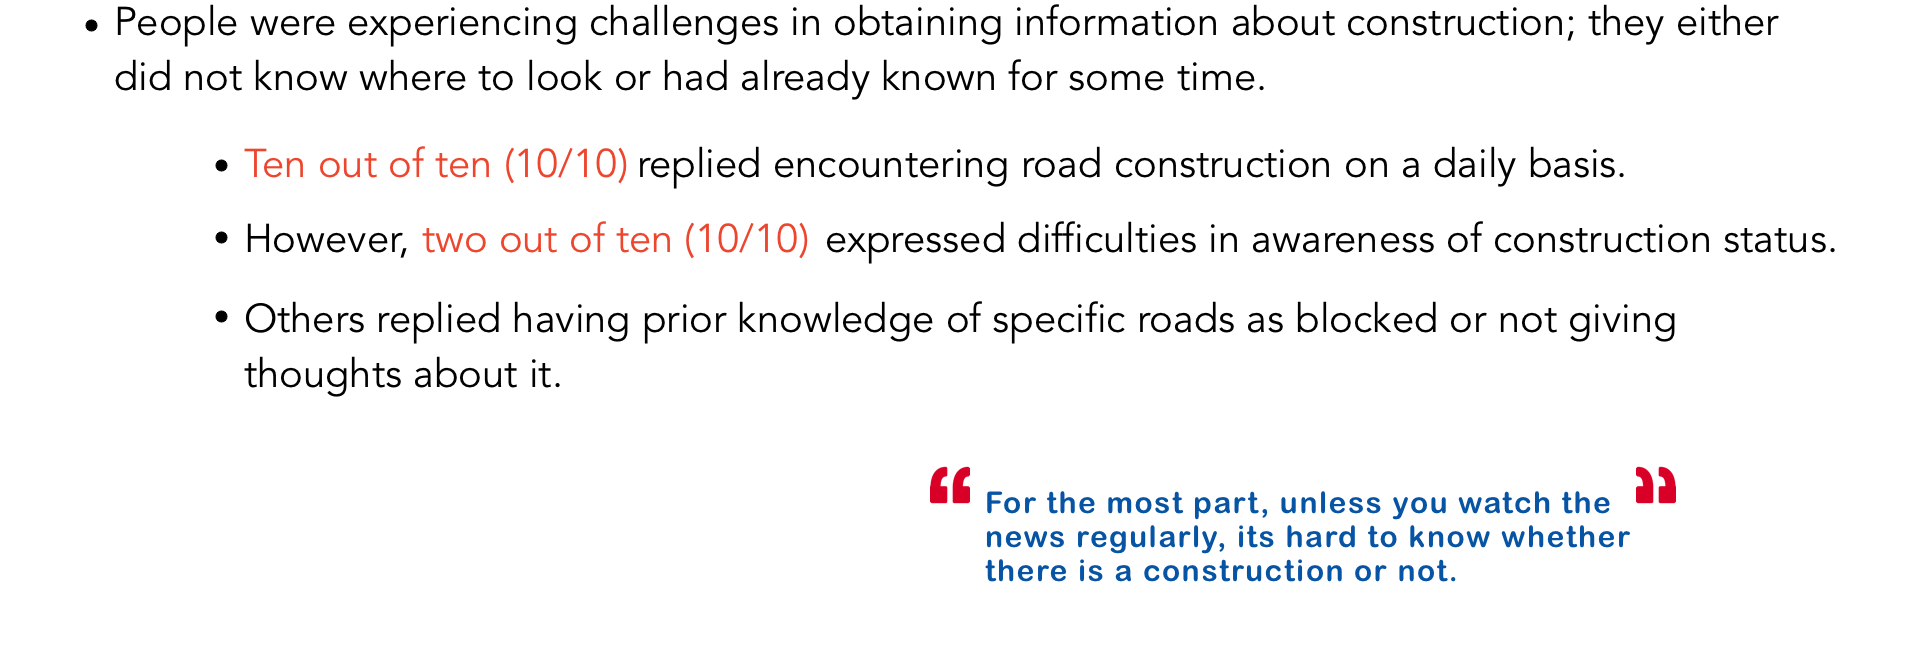 • People were experiencing challenges in obtaining information about construction; they either
did not know where to look or had already known for some time.
• Ten out of ten (10/10) replied encountering road construction on a daily basis.
• However, two out of ten (10/10) expressed difficulties in awareness of construction status.
• Others replied having prior knowledge of specific roads as blocked or not giving
thoughts about it.
“ For the most part, unless you watch the ”
news regularly, its hard to know whether
there is a construction or not.